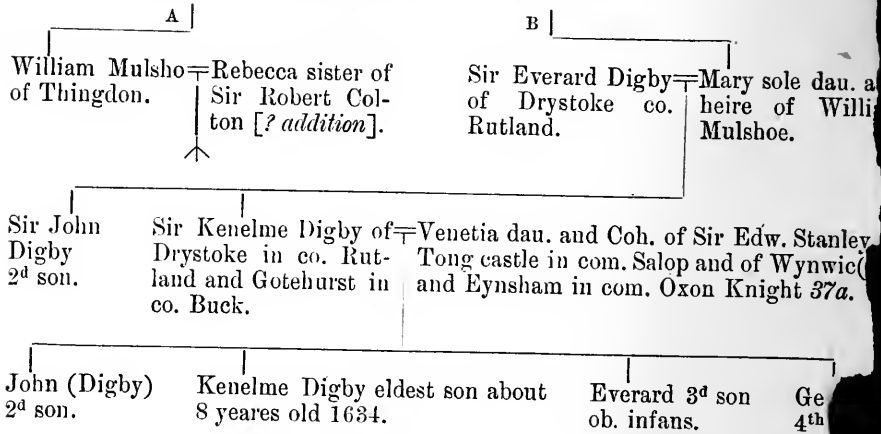 A
B
William Mulsho
of Thingdon.
Rebecca sister of
Sir Robert Col-
ton [? addition].
Sir Everard Digby
of Drystoke co.
Rutland.
Mary sole dau. a
heire of Willi
Mulshoe.
Sir John
Digby
2d son.
Sir Kenelme Digby of
Drystoke in co. Rut-
land and Gotehurst in
co. Buck.
Venetia dau. and Coh. of Sir Edw. Stanley
Tong castle in com. Salop and of Wynwic
and Eynsham in com. Oxon Knight 37a.
John (Digby)
2d son.
Kenelme Digby eldest son about
8 yeares old 1634.
Everard 3d son
ob. infans.
Ge
4th